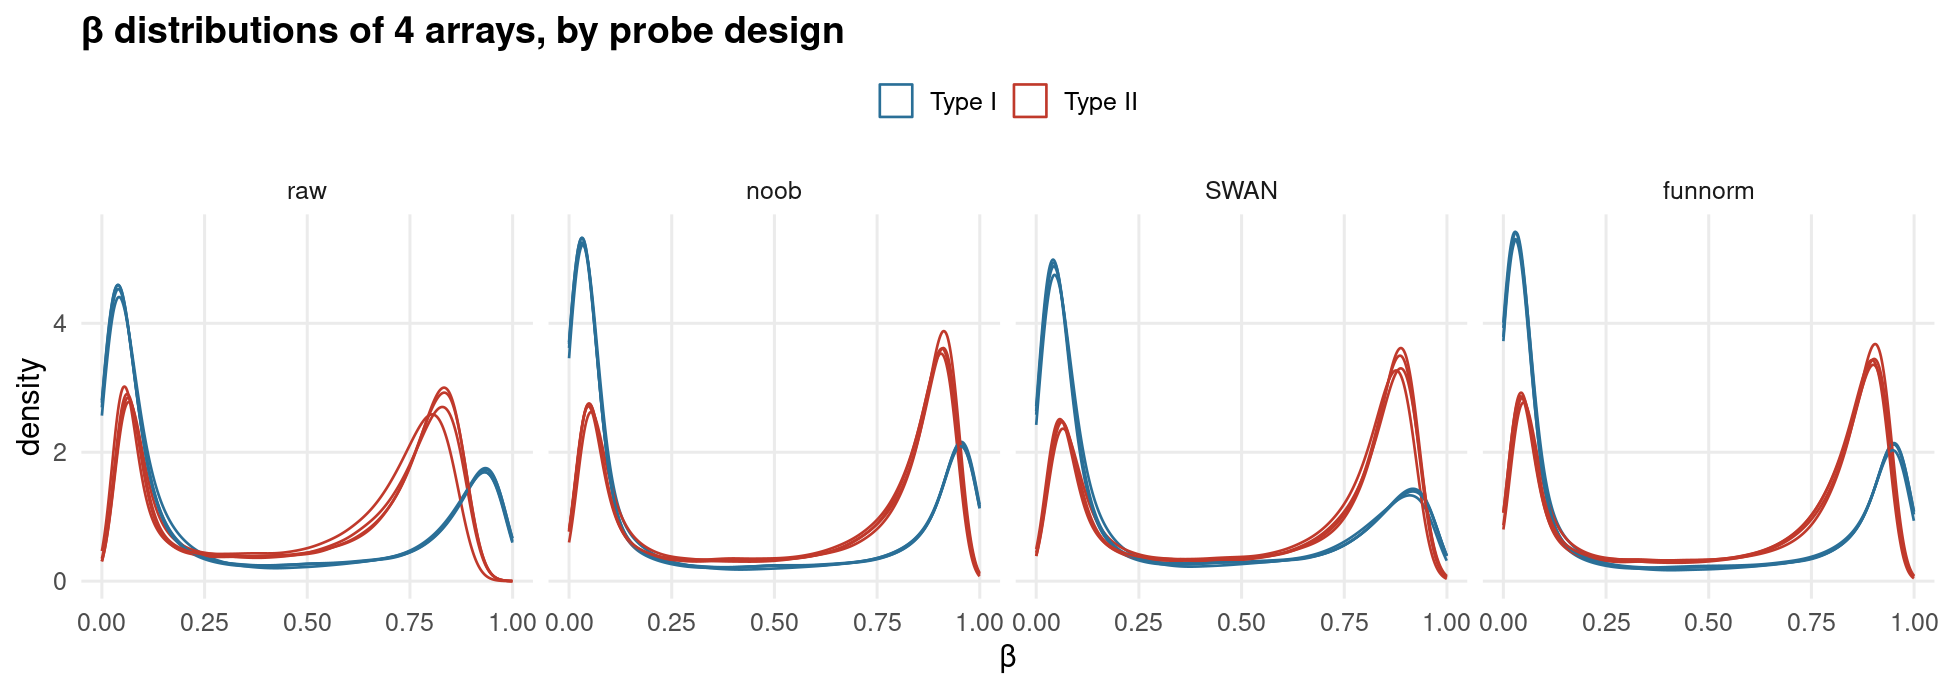 β distributions of 4 arrays, by probe design
Type I Type II
raw noob SWAN funnorm
density
4
2
0
0.00 0.25 0.50 0.75 1.00 0.00 0.25 0.50 0.75 1.00 0.00 0.25 0.50 0.75 1.00 0.00 0.25 0.50 0.75 1.00
β